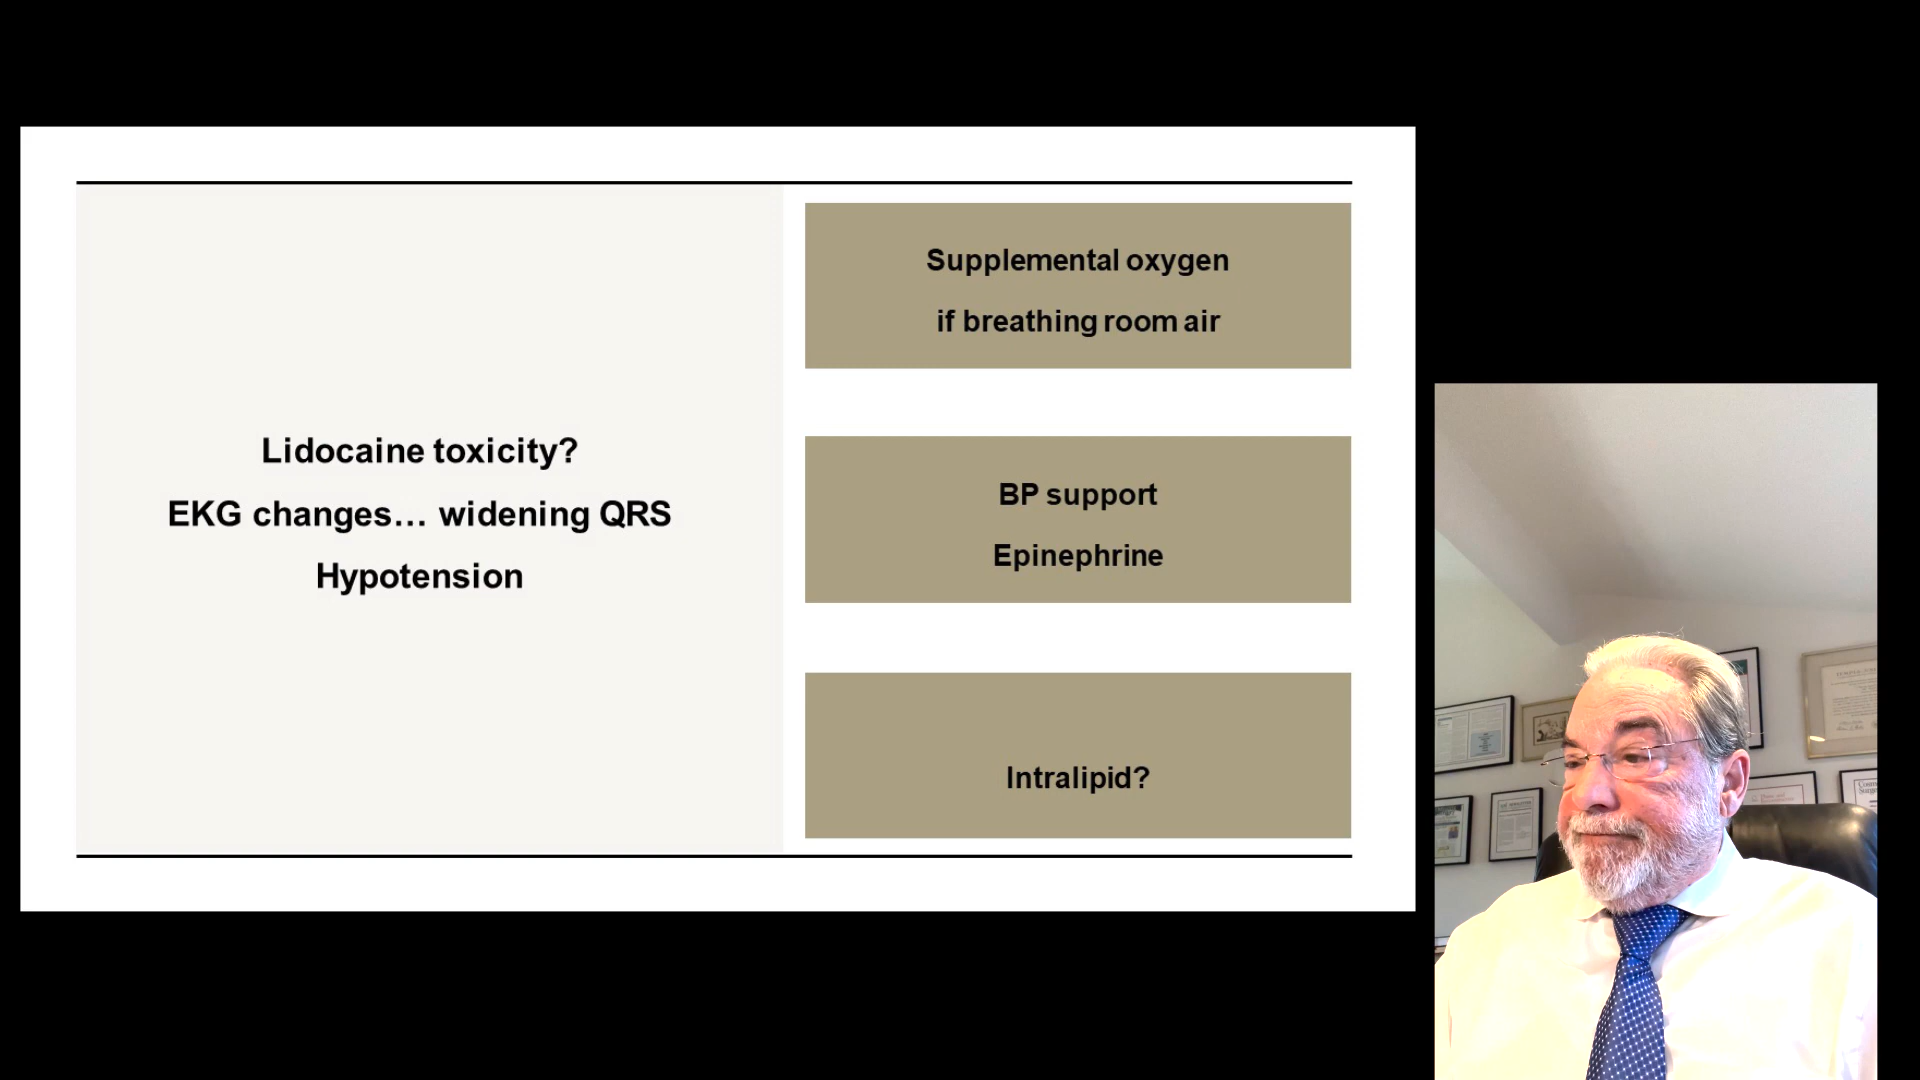 Lidocaine toxicity?
EKG changes… widening QRS
Hypotension
Supplemental oxygen
if breathing room air
BP support
Epinephrine
Intralipid?